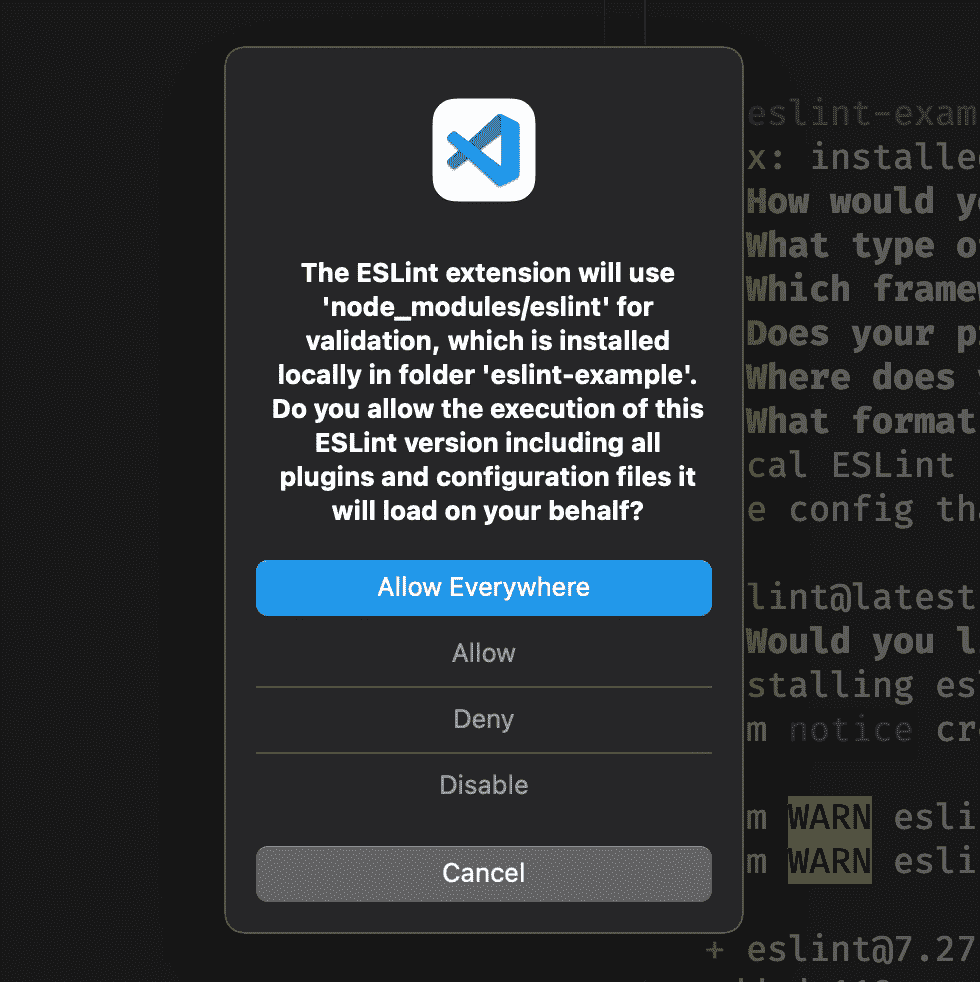 The ESLint extension will use
'node_modules/eslint' for
validation, which is installed
locally in folder 'eslint-example'.
Do you allow the execution of this
ESLint version including all
plugins and configuration files it
will load on your behalf?
Allow Everywhere
Allow
Deny
Disable
Cancel
eslint-exam
x: installe
How would y
What type o
Which frame
Does your p
Where does
What format
cal ESLint
e config tha
lint@latest
Would you l
stalling es
m notice cr
m WARN esli
m WARN esli
+ eslint@7.27